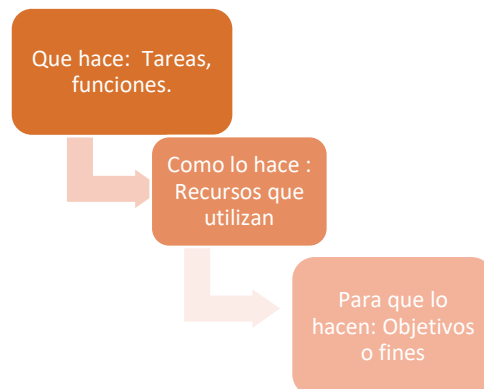 Que hace: Tareas,
funciones.
Como lo hace :
Recursos que
utilizan
Para que lo
hacen: Objetivos
o fines